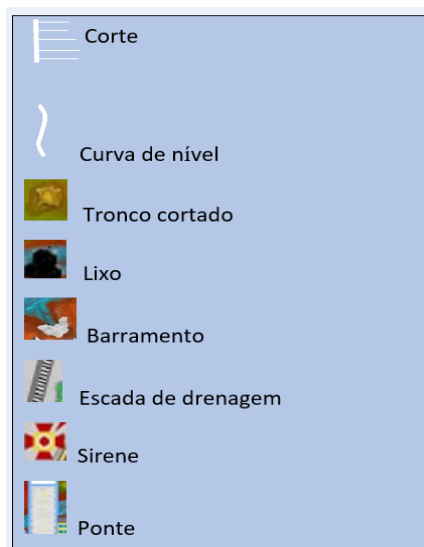 Corte
Curva de nível
Tronco cortado
Lixo
Barramento
Escada de drenagem
Sirene
Ponte